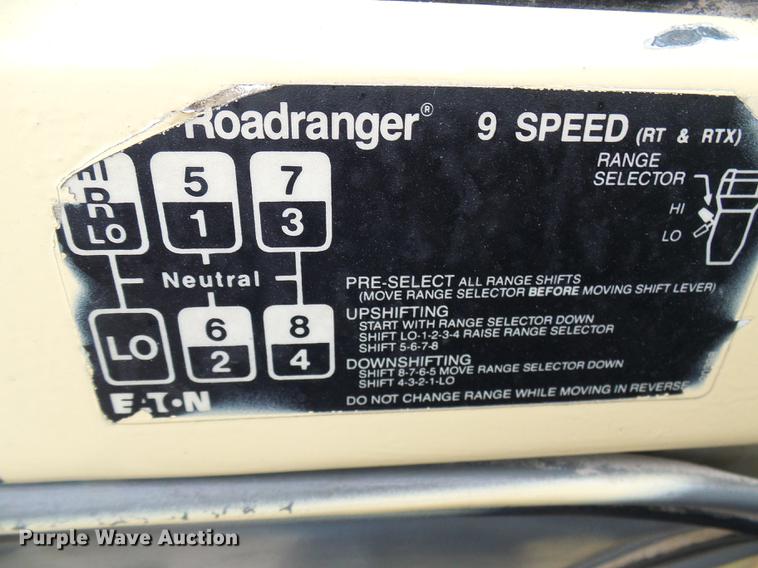 Roadranger® 9 SPEED (RT & RTX)
HI
R
LO
5
1
7
3
Neutral
LO
6
2
8
4
EATON
RANGE
SELECTOR
HI
LO
PRE-SELECT ALL RANGE SHIFTS
(MOVE RANGE SELECTOR BEFORE MOVING SHIFT LEVER)
UPSHIFTING
START WITH RANGE SELECTOR DOWN
SHIFT LO-1-2-3-4 RAISE RANGE SELECTOR
SHIFT 5-6-7-8
DOWNSHIFTING
SHIFT 8-7-6-5 MOVE RANGE SELECTOR DOWN
SHIFT 4-3-2-1-LO
DO NOT CHANGE RANGE WHILE MOVING IN REVERSE
Purple Wave Auction